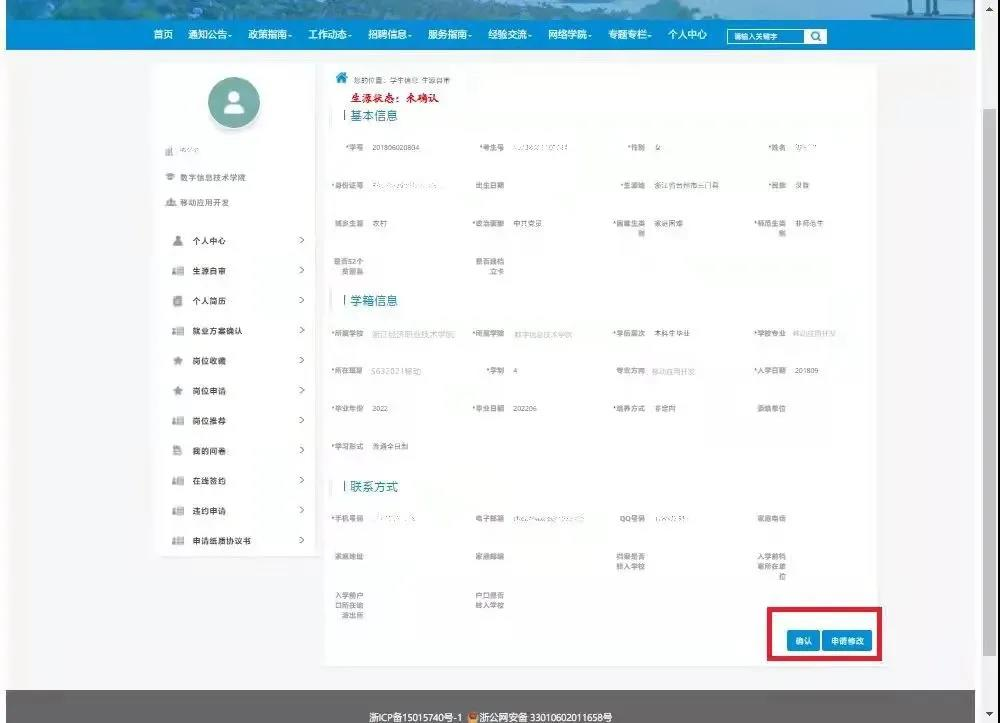 首页 通知公告 政策指南 工作动态 招聘信息 服务指南 经验交流 网络学院 专题专栏 个人中心 请输入关键字
您的位置：学生信息 生源自审
生源状态：未确认
数字信息技术学院
移动应用开发
个人中心
生源自审
个人简历
就业方案确认
岗位收藏
岗位申请
岗位推荐
我的问卷
在线签约
违约申请
申请纸质协议书
基本信息
*学号 201806020804 *考生号 *性别 女 *姓名
*身份证号 出生日期 *生源地 浙江省台州市三门县 *民族 汉族
城乡生源 农村 *政治面貌 中共党员 *困难生类别 家庭困难 *师范生类别 非师范生
是否52个贫困县 是否建档立卡
学籍信息
*所属学校 浙江经济职业技术学院 *所属学院 数字信息技术学院 *学历层次 本科生毕业 *学校专业 移动应用开发
*所在班级 *学制 4 专业方向 移动应用开发 *入学日期 201809
*毕业年份 2022 *毕业日期 202206 *培养方式 非定向 委培单位
*学习形式 普通全日制
联系方式
*手机号码 电子邮箱 QQ号码 家庭电话
家庭地址 家庭邮编 档案是否转入学校 入学前档案所在单位
入学前户口所在地派出所 户口是否转入学校
确认 申请修改
浙ICP备15015740号-1 浙公网安备 33010602011658号